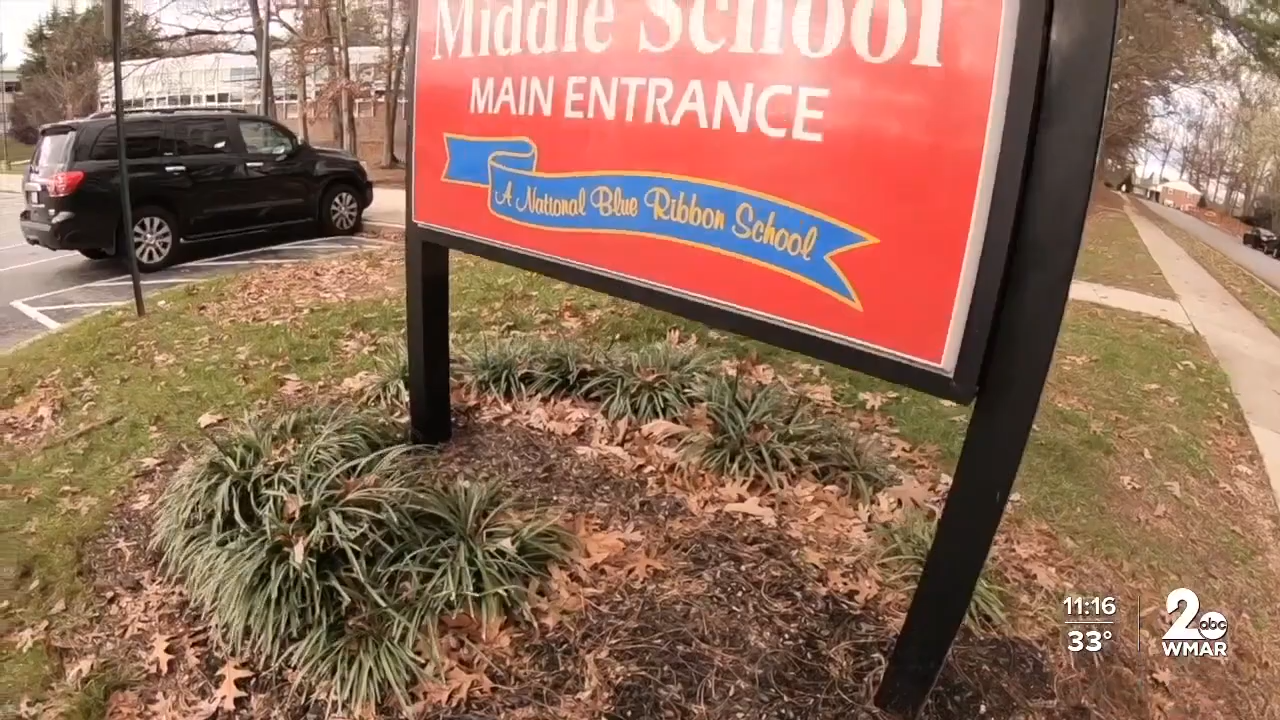 Middle School
MAIN ENTRANCE
A National Blue Ribbon School
11:16
33°
2 abc
WMAR